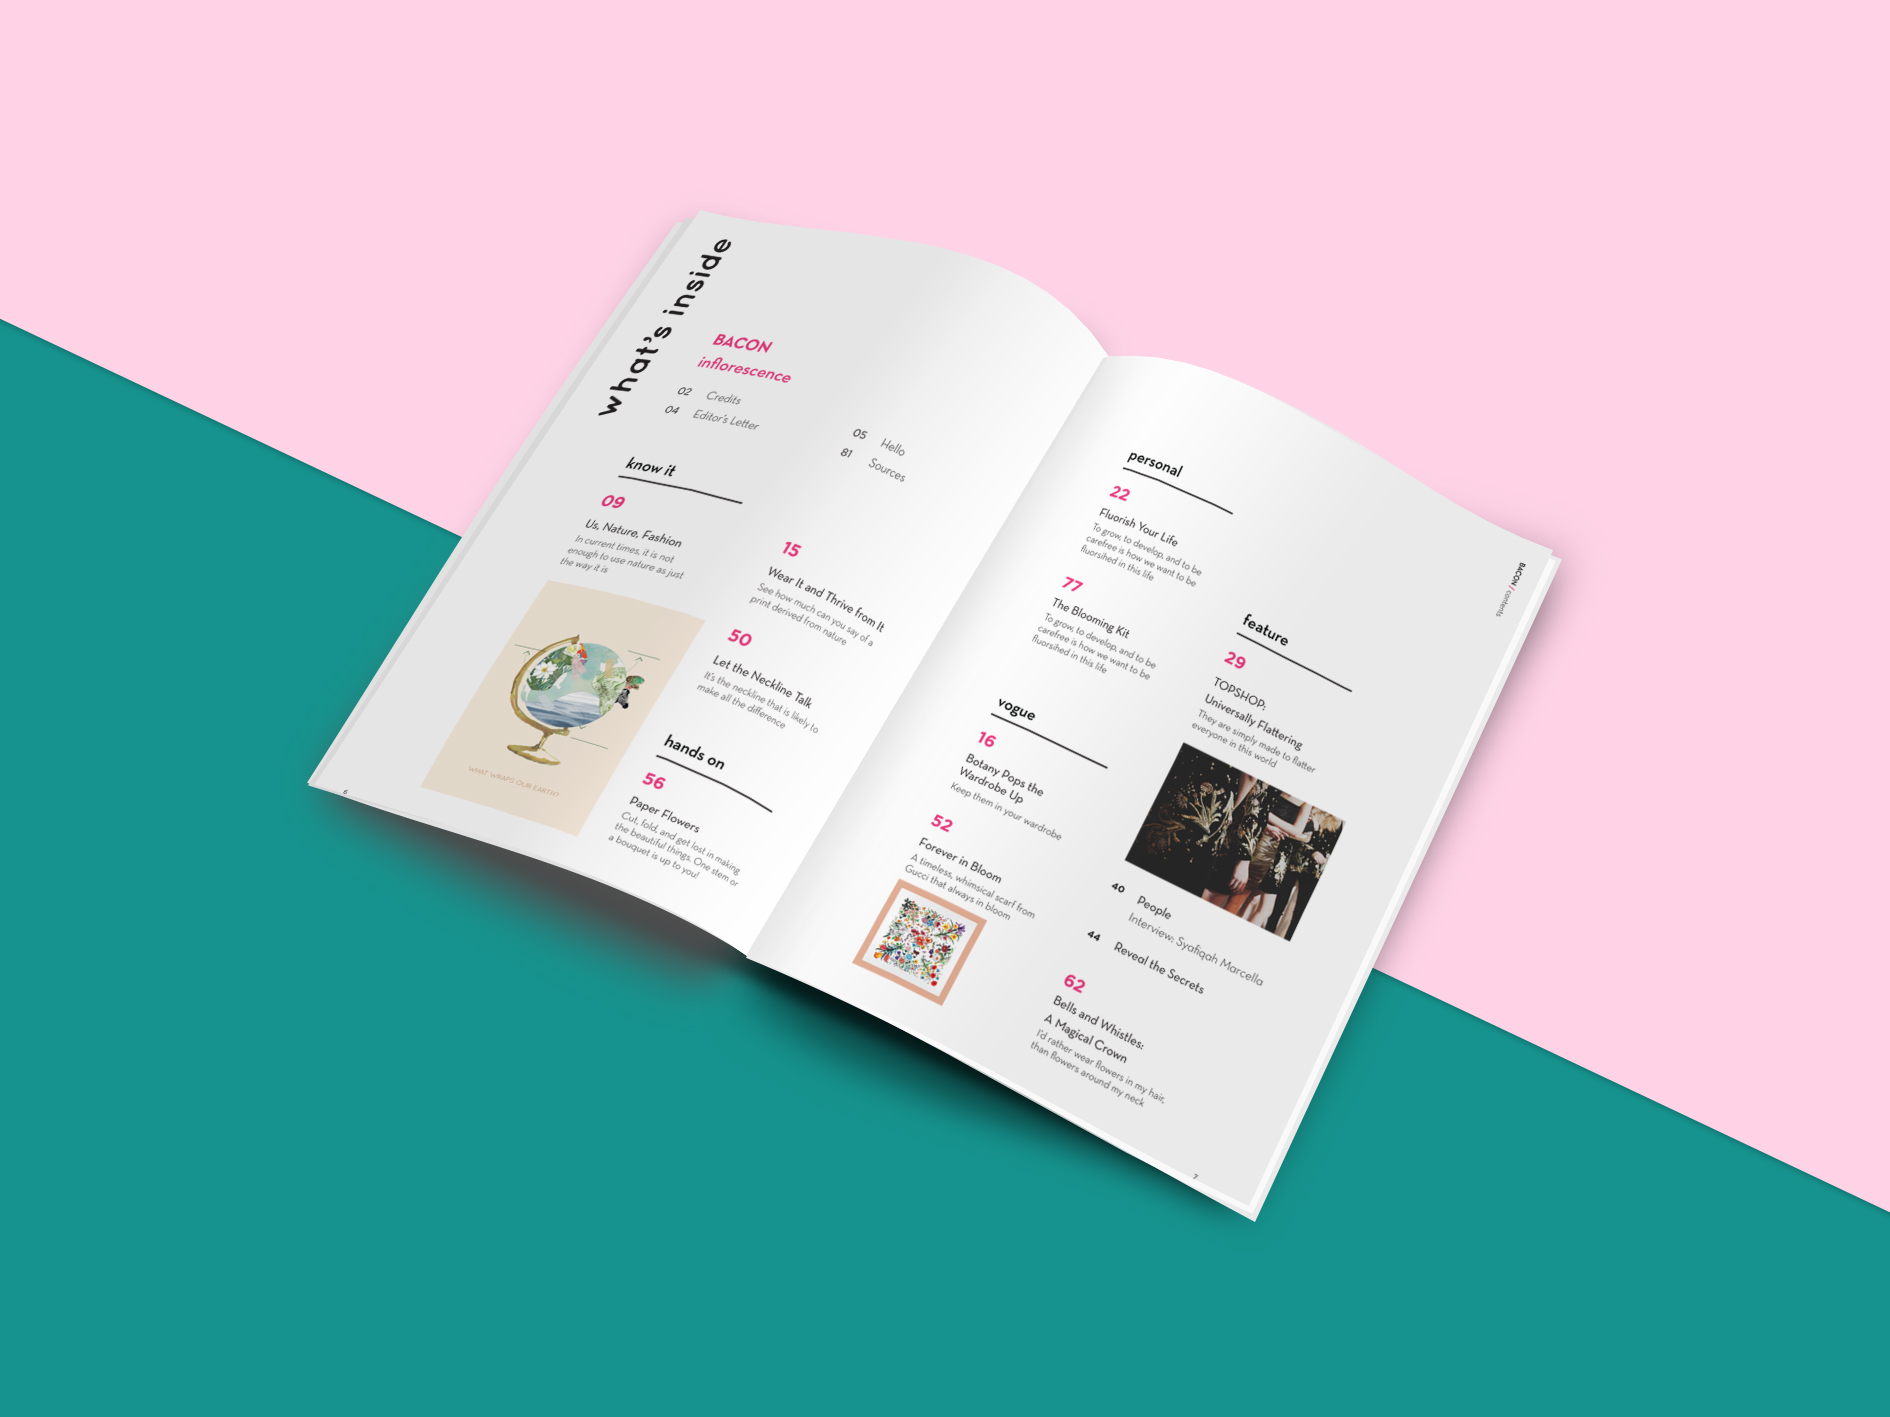 what's inside
BACON
inflorescence
02 Credits
04 Editor's Letter
05 Hello
81 Sources
know it
09
Us, Nature, Fashion
In current times, it is not
enough to use nature as just
the way it is
WHAT WRAPS OUR EARTH?
15
Wear It and Thrive from It
See how much can you say of a
print derived from nature
50
Let the Neckline Talk
It's the neckline that is likely to
make all the difference
hands on
56
Paper Flowers
Cut, fold, and get lost in making
the beautiful things. One stem or
a bouquet is up to you!
6
personal
22
Fluorish Your Life
To grow, to develop, and to be
carefree is how we want to be
fluorsihed in this life
77
The Blooming Kit
To grow, to develop, and to be
carefree is how we want to be
fluorsihed in this life
vogue
16
Botany Pops the
Wardrobe Up
Keep them in your wardrobe
52
Forever in Bloom
A timeless, whimsical scarf from
Gucci that always in bloom
feature
29
TOPSHOP:
Universally Flattering
They are simply made to flatter
everyone in this world
40 People
Interview: Syafiqah Marcella
44 Reveal the Secrets
62
Bells and Whistles:
A Magical Crown
I'd rather wear flowers in my hair,
than flowers around my neck
BACON / contents
7